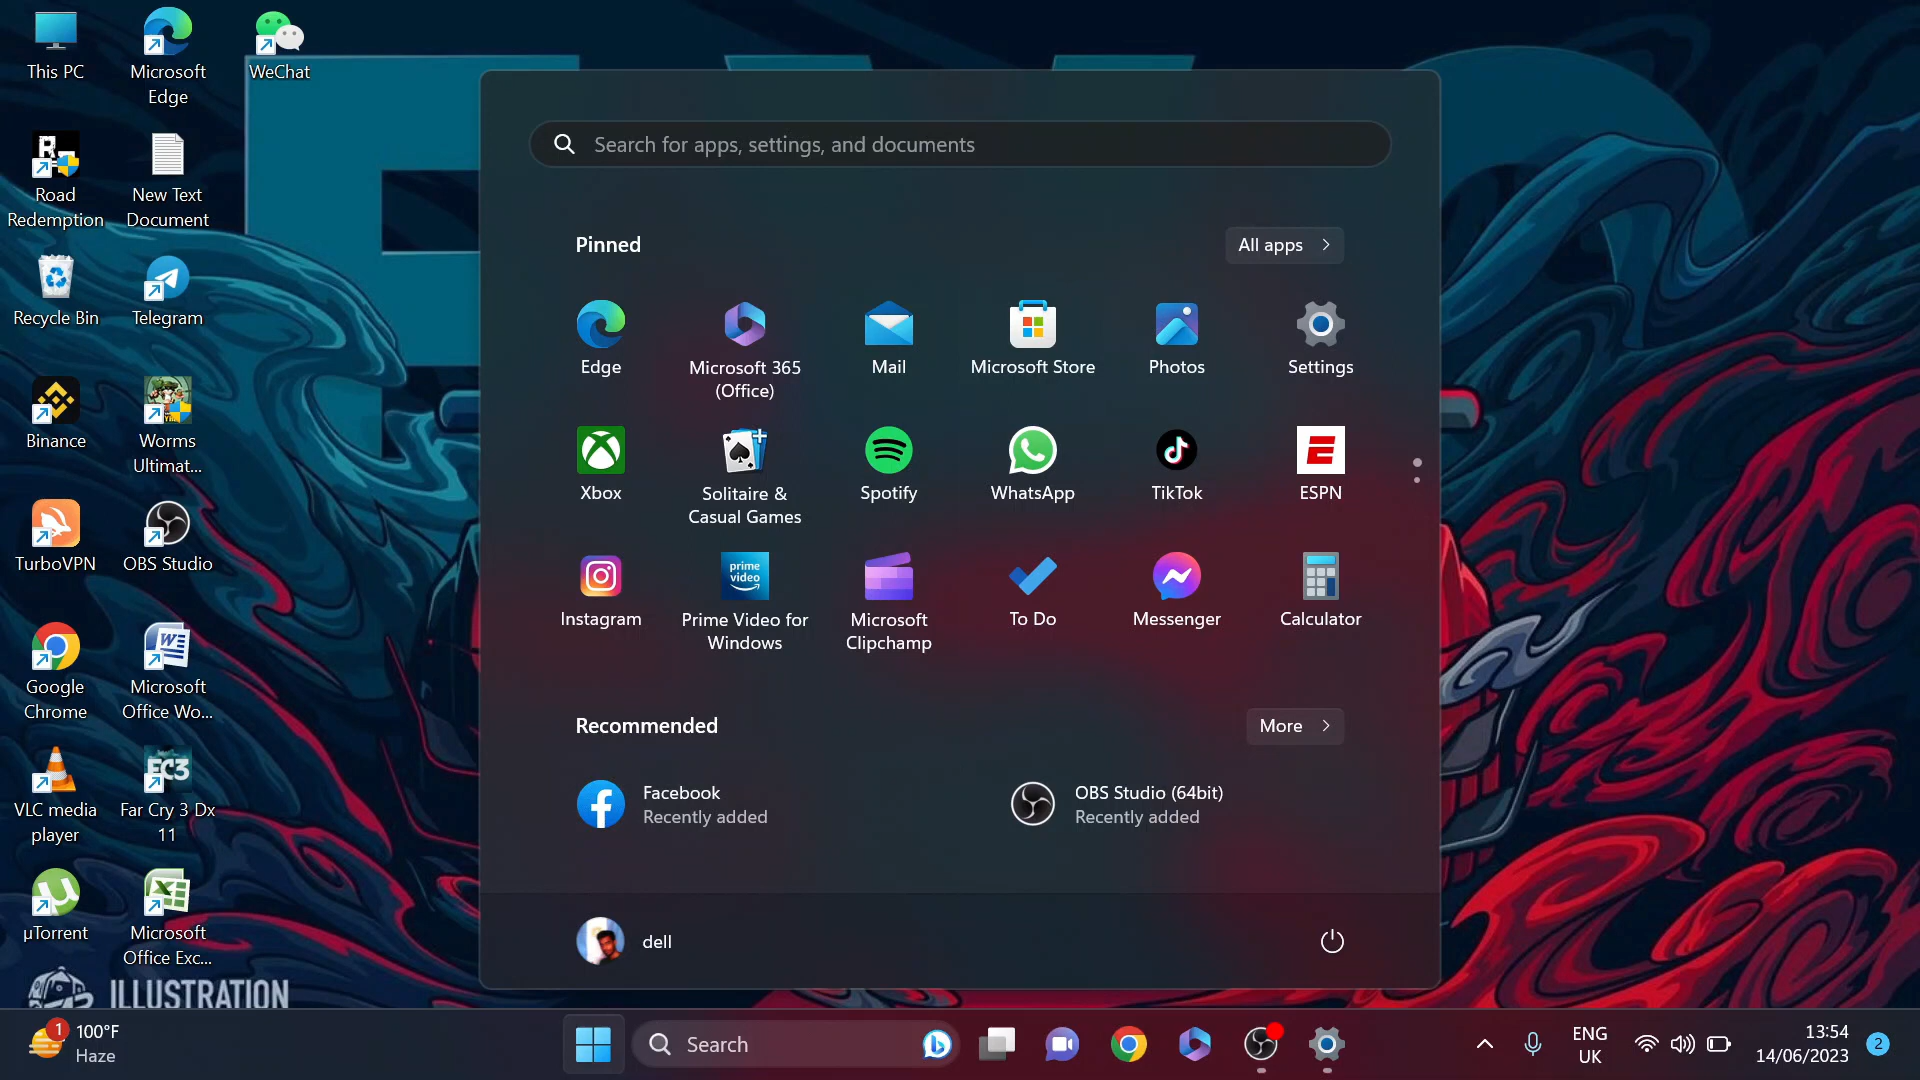 This PC
Microsoft
Edge
WeChat
Road
Redemption
New Text
Document
Recycle Bin
Telegram
Binance
Worms
Ultimat...
TurboVPN
OBS Studio
Google
Chrome
Microsoft
Office Wo...
VLC media
player
FC3
Far Cry 3 Dx
11
µTorrent
Microsoft
Office Exc...
ILLUSTRATION
Search for apps, settings, and documents
Pinned
All apps
Edge
Microsoft 365
(Office)
Mail
Microsoft Store
Photos
Settings
Xbox
Solitaire &
Casual Games
Spotify
WhatsApp
TikTok
ESPN
prime
video
Instagram
Prime Video for
Windows
Microsoft
Clipchamp
To Do
Messenger
Calculator
Recommended
More
Facebook
Recently added
OBS Studio (64bit)
Recently added
dell
1
100°F
Haze
Search
ENG
UK
13:54
14/06/2023
2